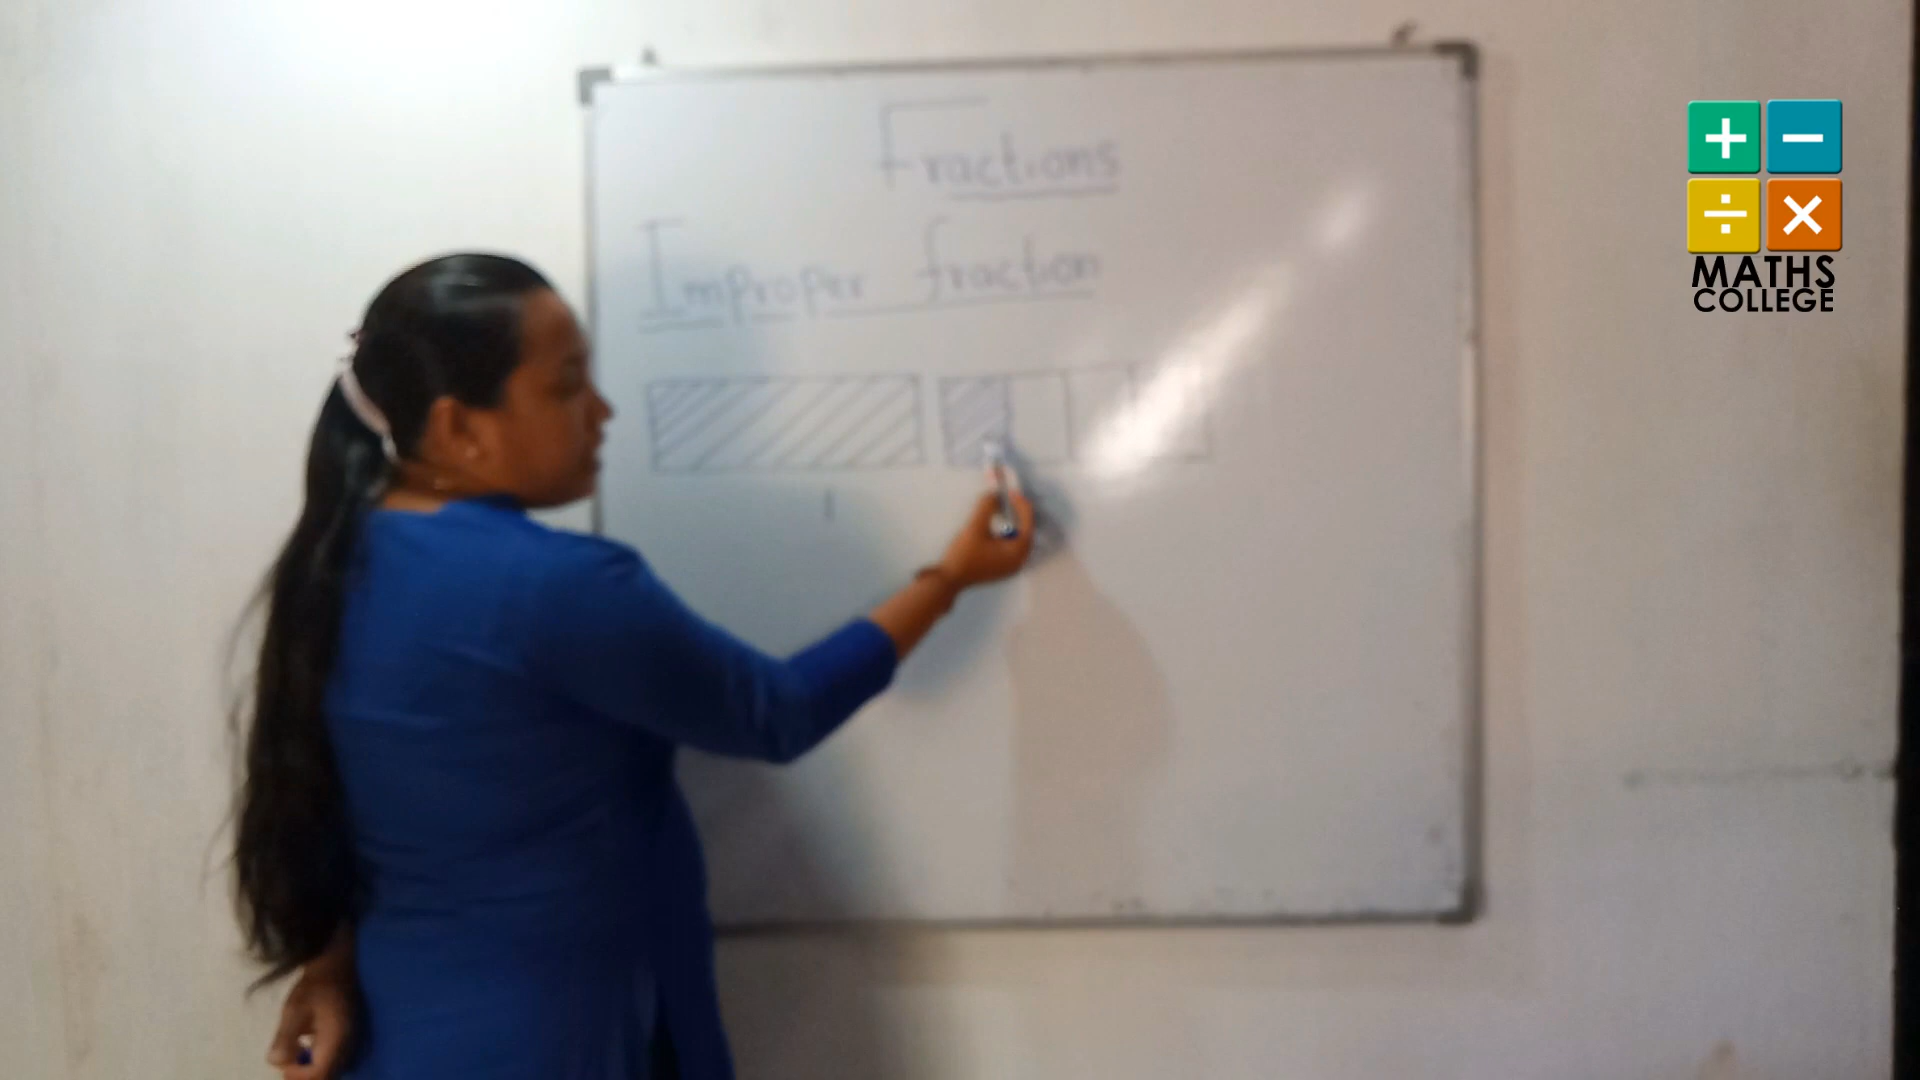 Fractions
Improper fraction
1
+ −
÷ ×
MATHS
COLLEGE